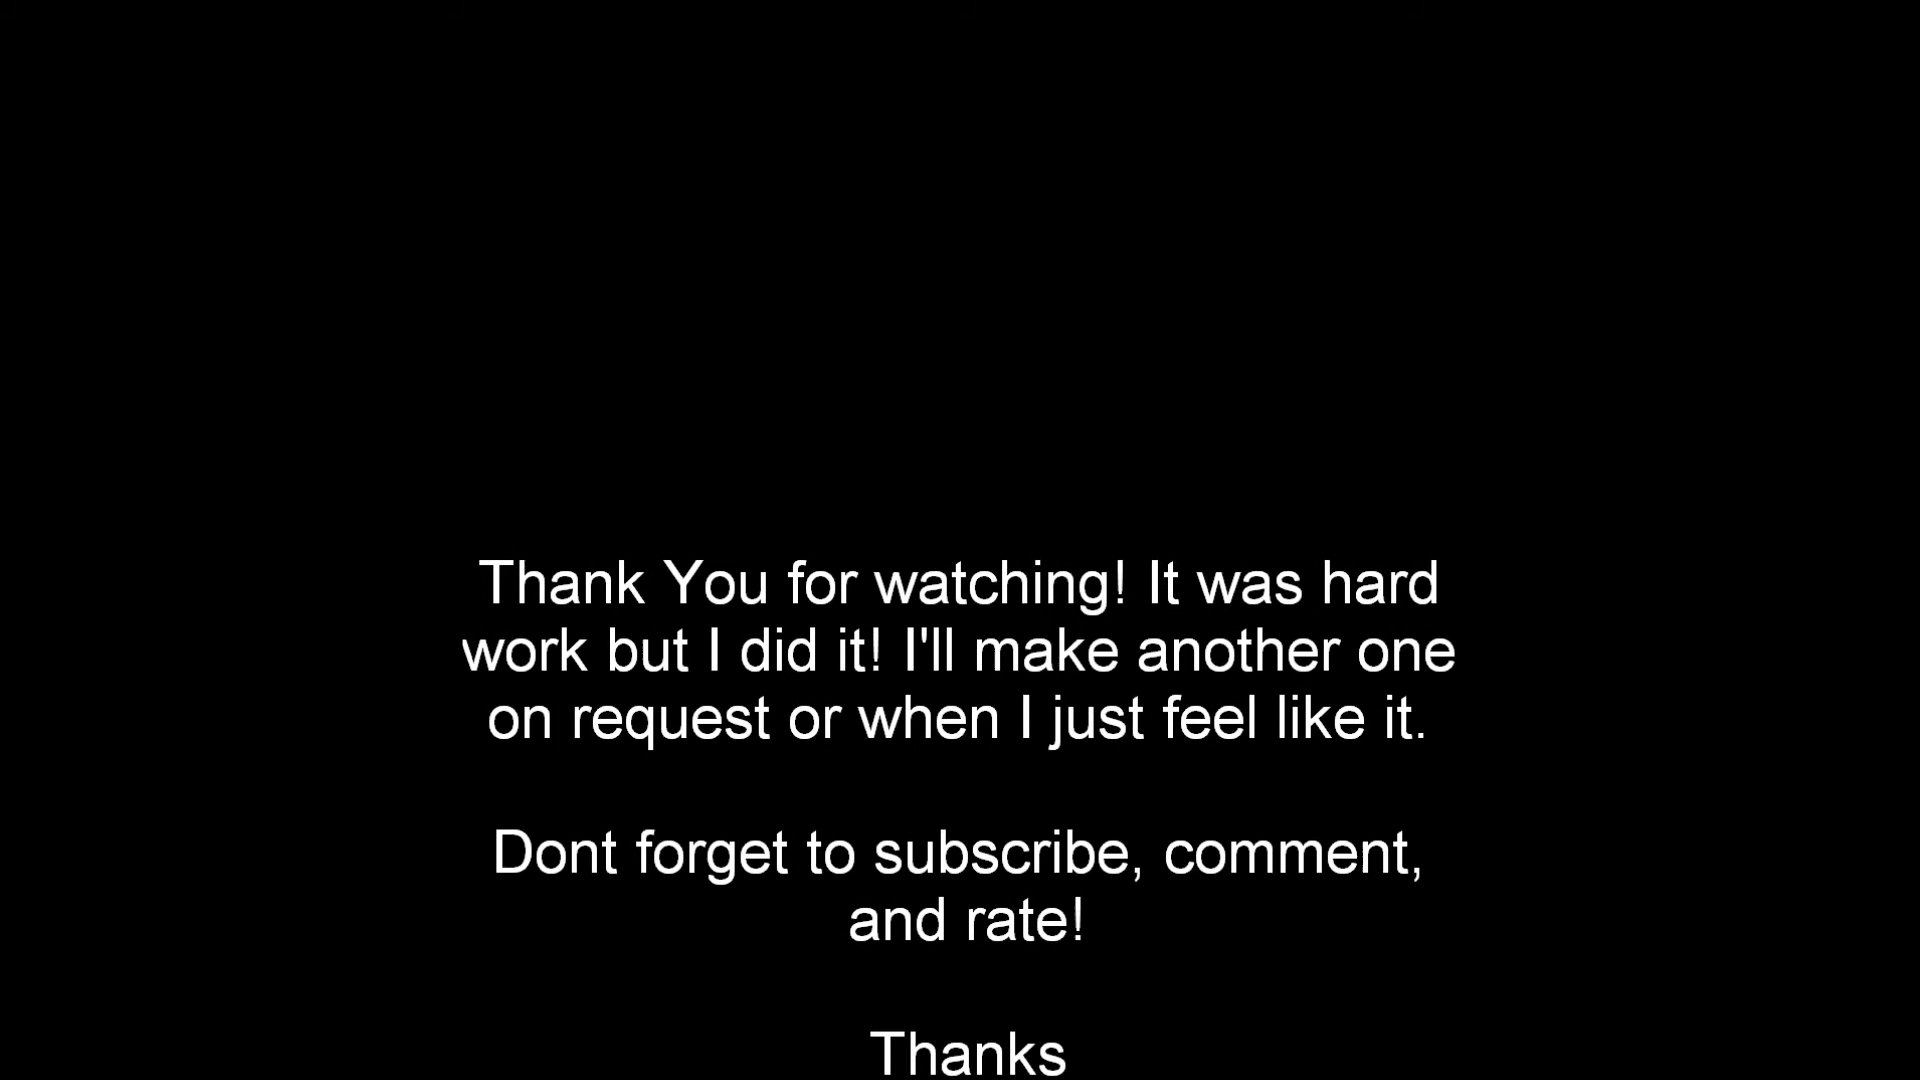 Thank You for watching! It was hard
work but I did it! I'll make another one
on request or when I just feel like it.
Dont forget to subscribe, comment,
and rate!
Thanks